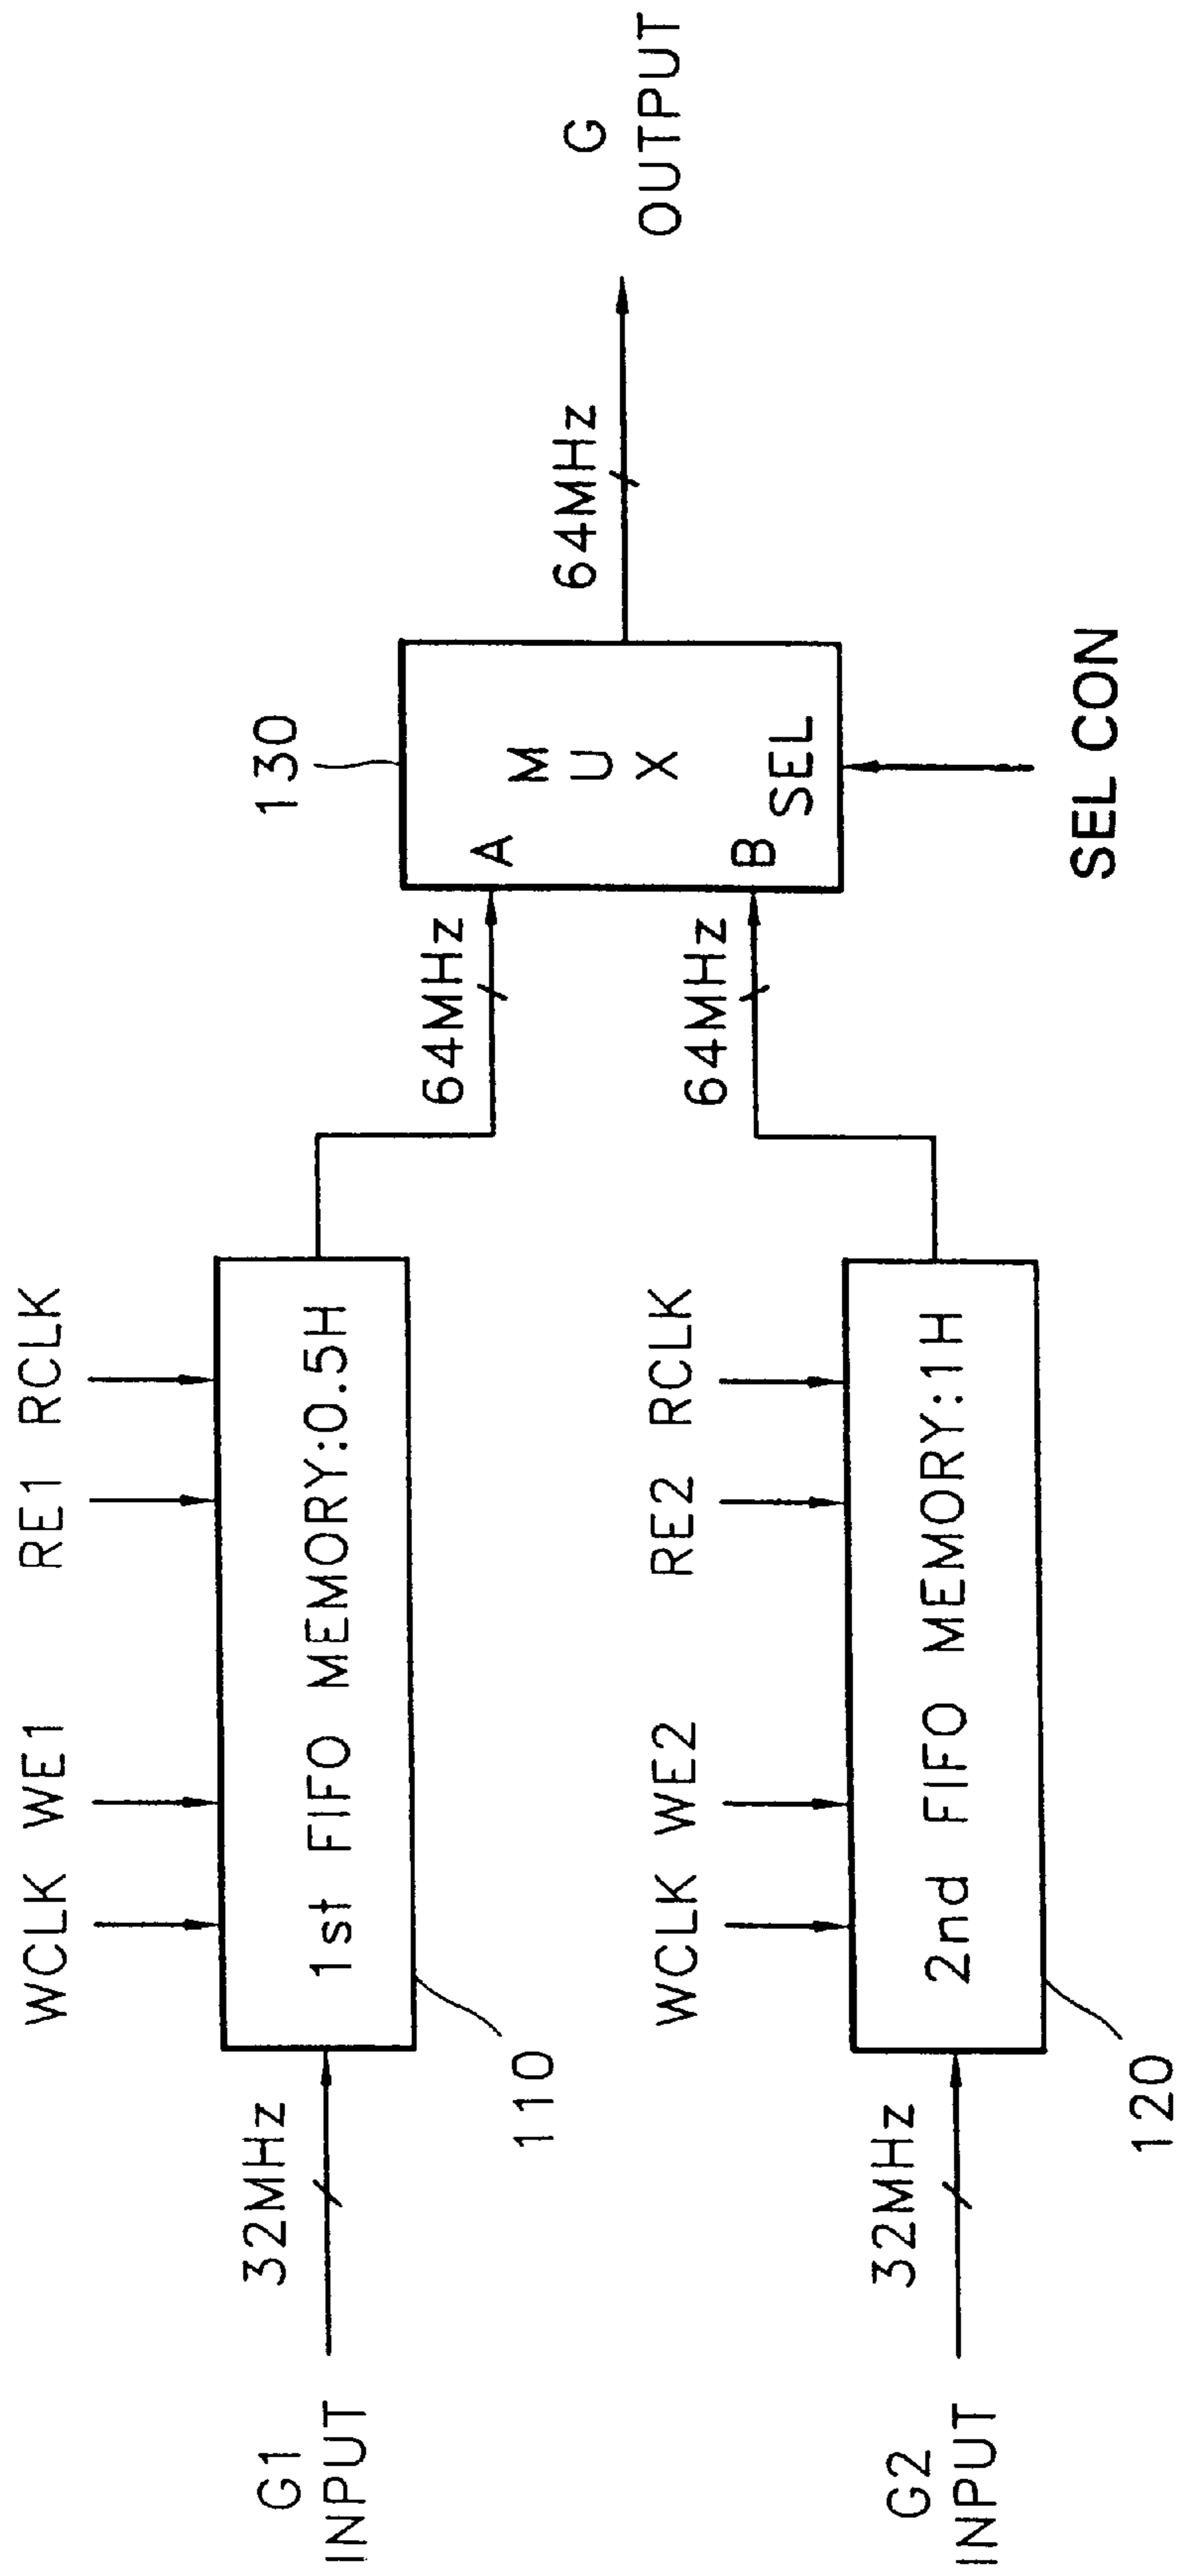 WCLK WE1
RE1 RCLK
G1
INPUT
32MHz
1st FIFO MEMORY:0.5H
110
64MHz
130
A
M
U
X
B
SEL
64MHz
G
OUTPUT
WCLK WE2
RE2 RCLK
64MHz
G2
INPUT
32MHz
2nd FIFO MEMORY:1H
120
SEL CON